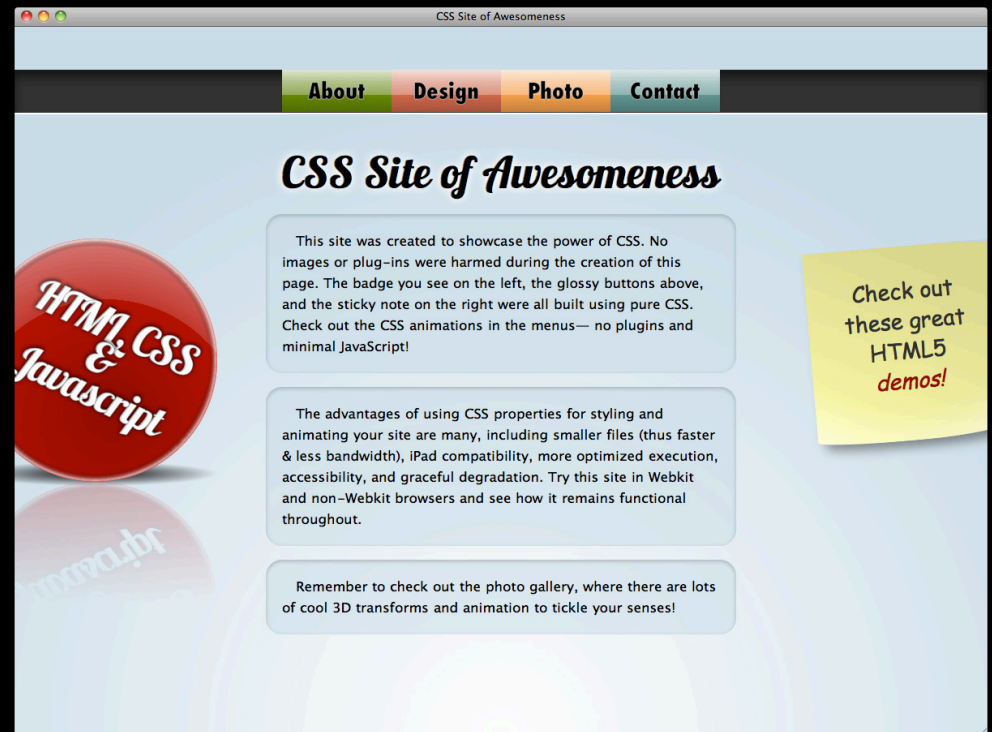 CSS Site of Awesomeness
About Design Photo Contact
CSS Site of Awesomeness
This site was created to showcase the power of CSS. No
images or plug-ins were harmed during the creation of this
page. The badge you see on the left, the glossy buttons above,
and the sticky note on the right were all built using pure CSS.
Check out the CSS animations in the menus— no plugins and
minimal JavaScript!
HTML, CSS
&
Javascript
Check out
these great
HTML5
demos!
The advantages of using CSS properties for styling and
animating your site are many, including smaller files (thus faster
& less bandwidth), iPad compatibility, more optimized execution,
accessibility, and graceful degradation. Try this site in Webkit
and non-Webkit browsers and see how it remains functional
throughout.
Remember to check out the photo gallery, where there are lots
of cool 3D transforms and animation to tickle your senses!